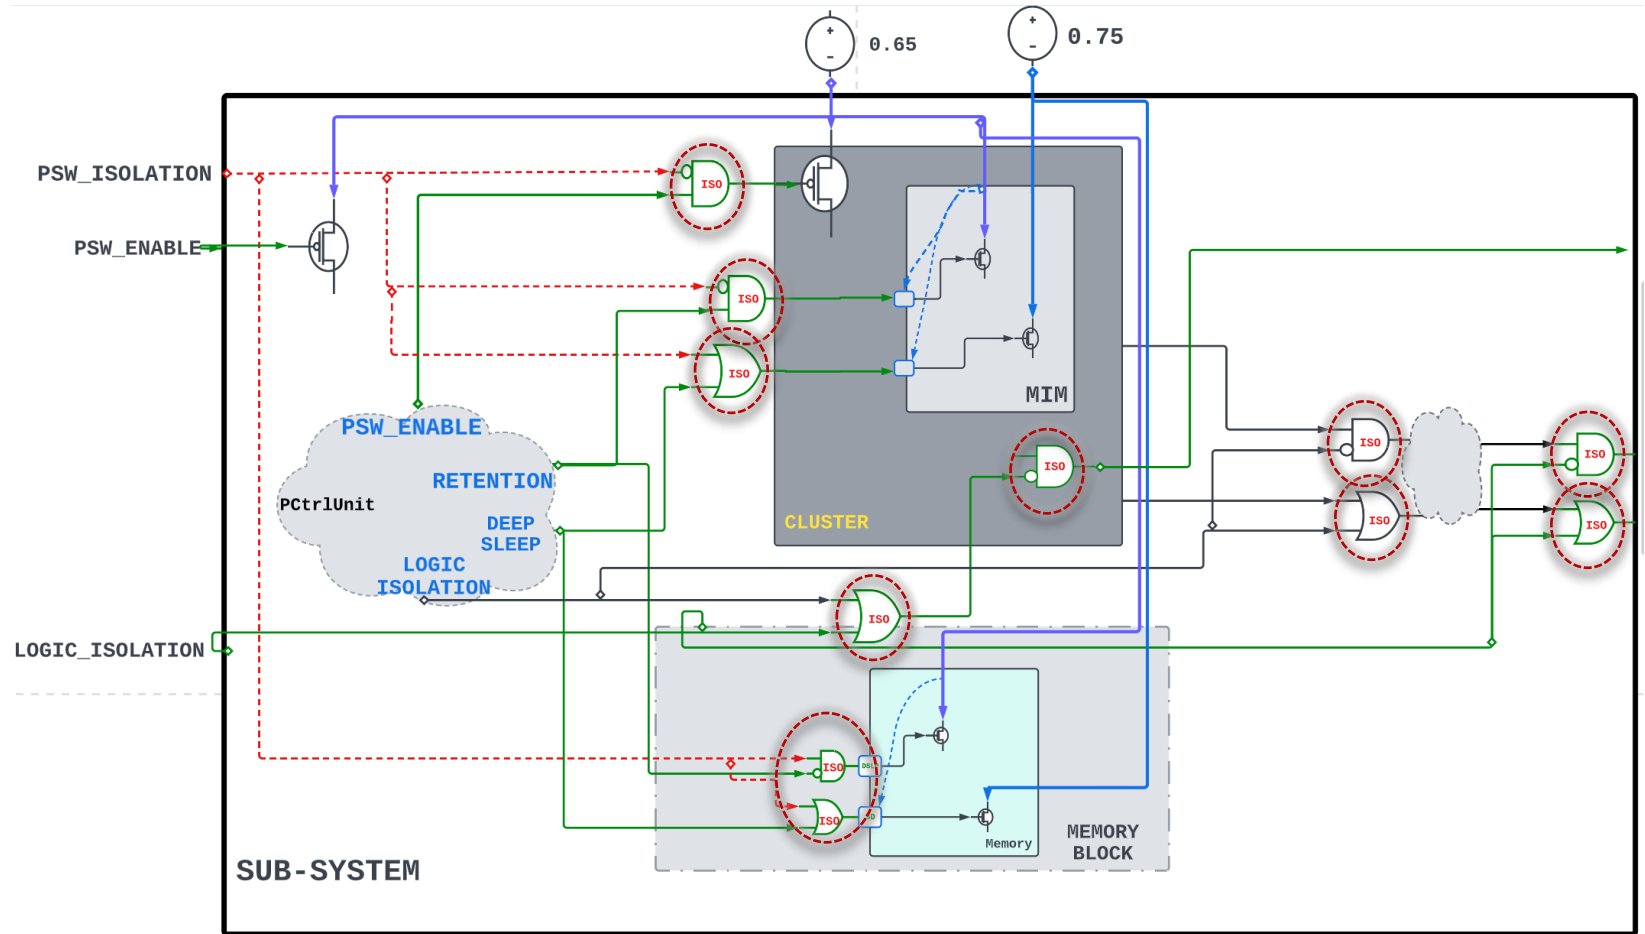 +
-
0.65
+
-
0.75
PSW_ISOLATION
ISO
PSW_ENABLE
ISO
ISO
MIM
PSW_ENABLE
RETENTION
PCtrlUnit
DEEP
SLEEP
LOGIC
ISOLATION
ISO
CLUSTER
ISO
ISO
ISO
ISO
ISO
LOGIC_ISOLATION
ISO
ISO
SD
Memory
MEMORY
BLOCK
SUB-SYSTEM